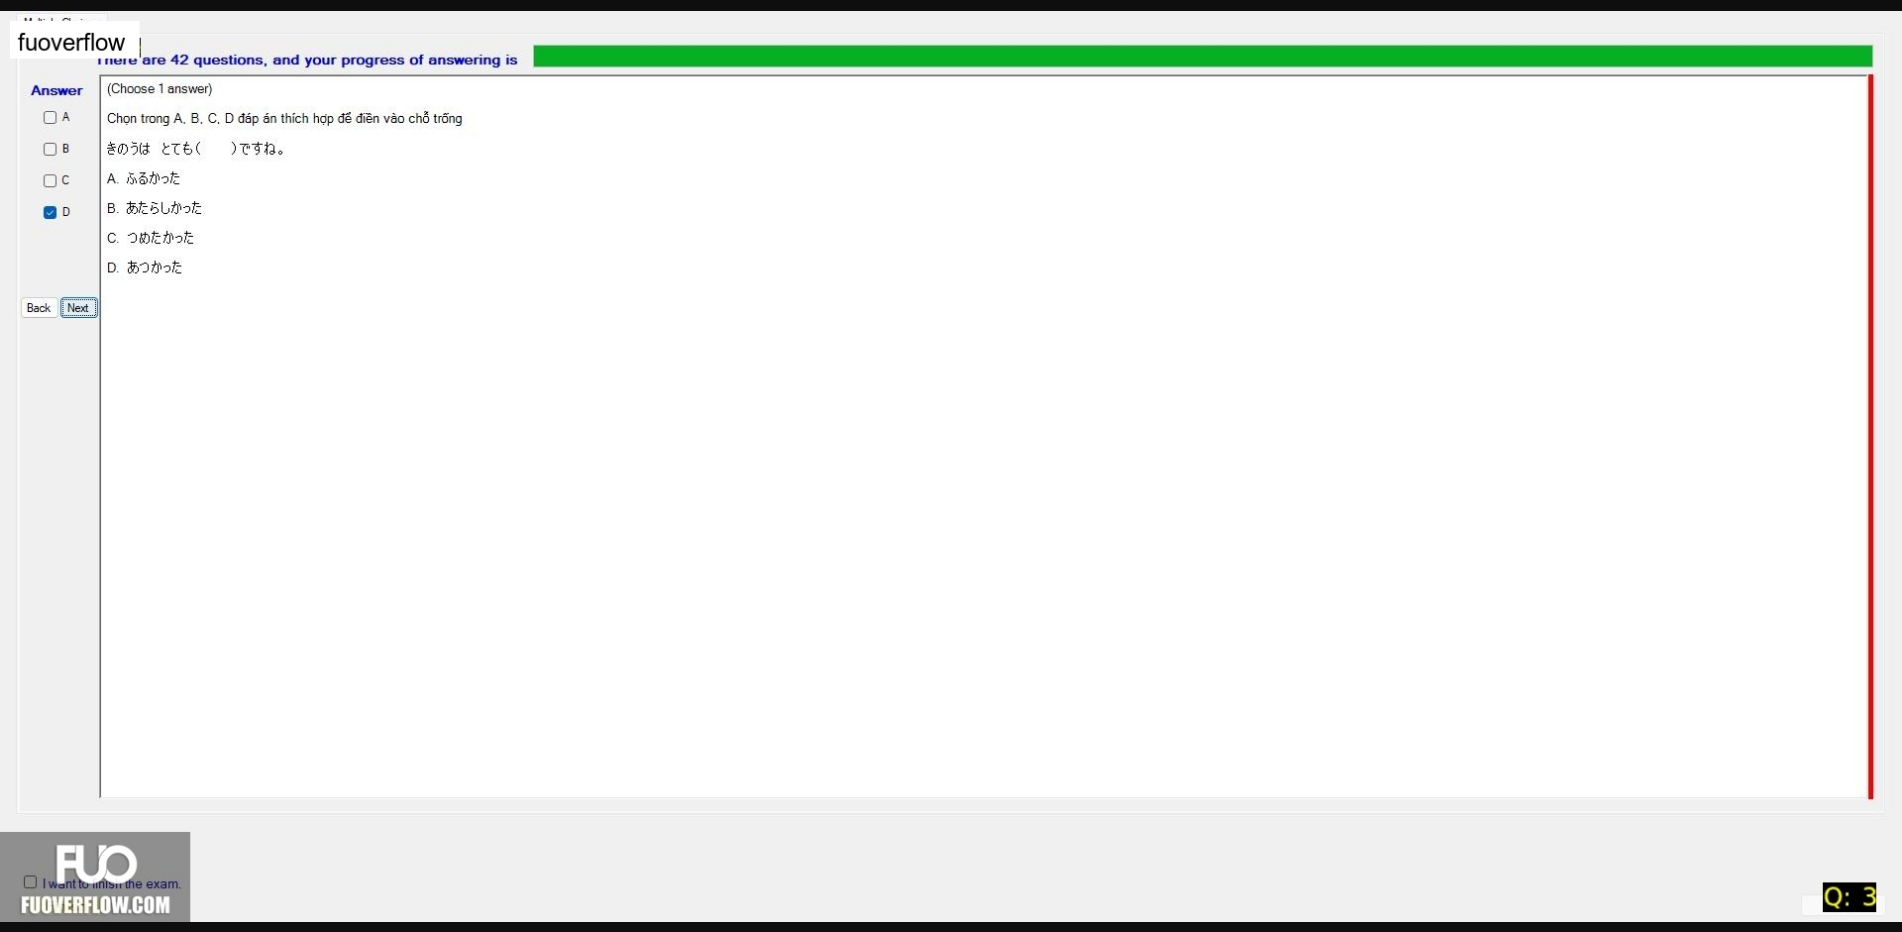 fuoverflow
There are 42 questions, and your progress of answering is
Answer
(Choose 1 answer)
A
Chọn trong A, B, C, D đáp án thích hợp để điền vào chỗ trống
B
きのうは とても( )ですね。
C
A. ふるかった
D
B. あたらしかった
C. つめたかった
D. あつかった
Back Next
FUO
I want to finish the exam.
FUOVERFLOW.COM
Q: 3